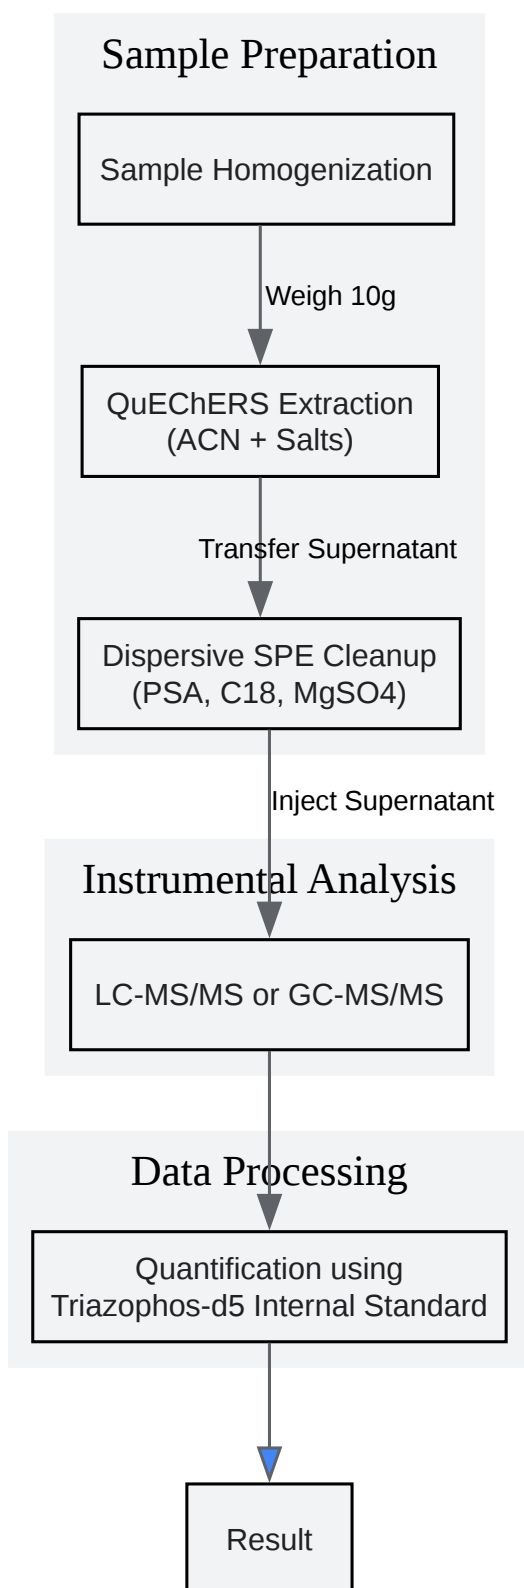 Sample Preparation
Sample Homogenization
Weigh 10g
QuEChERS Extraction
(ACN + Salts)
Transfer Supernatant
Dispersive SPE Cleanup
(PSA, C18, MgSO4)
Inject Supernatant
Instrumental Analysis
LC-MS/MS or GC-MS/MS
Data Processing
Quantification using
Triazophos-d5 Internal Standard
Result